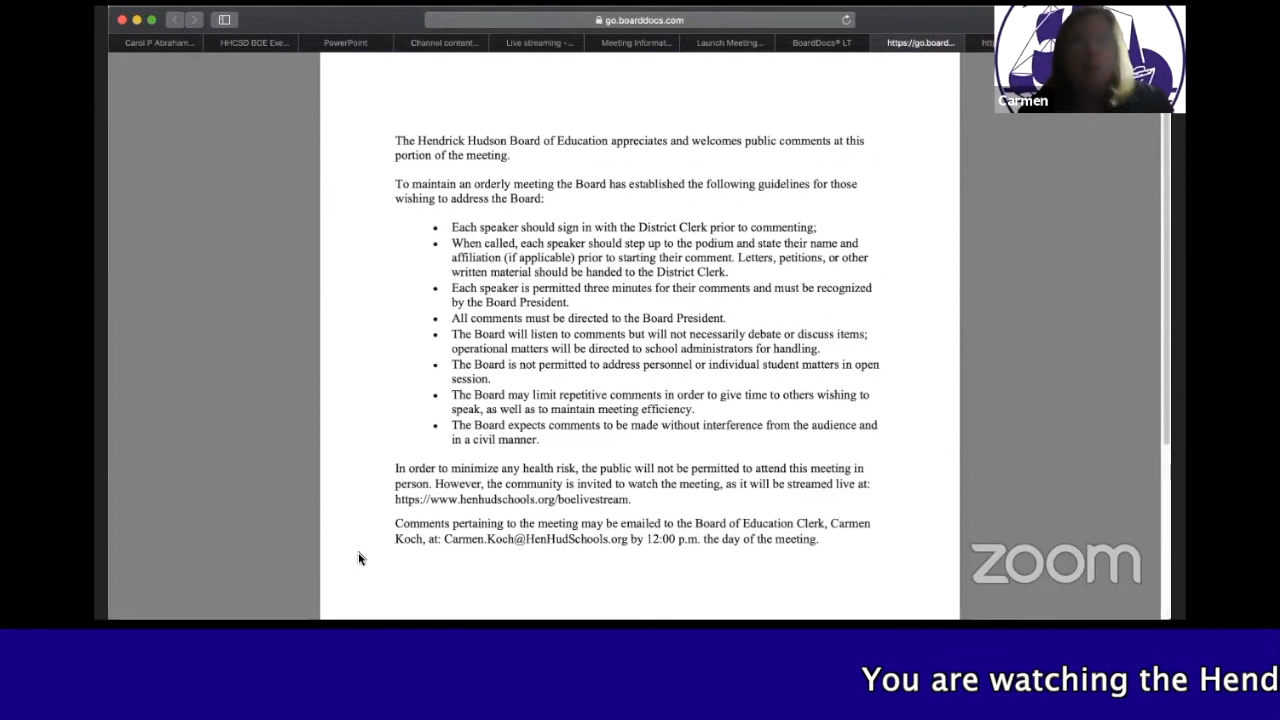 go.boarddocs.com
Carol P Abraham...
HHCSD BOE Exe...
PowerPoint
Channel content...
Live streaming -...
Meeting Informat...
Launch Meeting...
BoardDocs® LT
https://go.board...
Carmen
The Hendrick Hudson Board of Education appreciates and welcomes public comments at this
portion of the meeting.
To maintain an orderly meeting the Board has established the following guidelines for those
wishing to address the Board:
• Each speaker should sign in with the District Clerk prior to commenting;
• When called, each speaker should step up to the podium and state their name and
affiliation (if applicable) prior to starting their comment. Letters, petitions, or other
written material should be handed to the District Clerk.
• Each speaker is permitted three minutes for their comments and must be recognized
by the Board President.
• All comments must be directed to the Board President.
• The Board will listen to comments but will not necessarily debate or discuss items;
operational matters will be directed to school administrators for handling.
• The Board is not permitted to address personnel or individual student matters in open
session.
• The Board may limit repetitive comments in order to give time to others wishing to
speak, as well as to maintain meeting efficiency.
• The Board expects comments to be made without interference from the audience and
in a civil manner.
In order to minimize any health risk, the public will not be permitted to attend this meeting in
person. However, the community is invited to watch the meeting, as it will be streamed live at:
https://www.henhudschools.org/boelivestream.
Comments pertaining to the meeting may be emailed to the Board of Education Clerk, Carmen
Koch, at: Carmen.Koch@HenHudSchools.org by 12:00 p.m. the day of the meeting.
zoom
You are watching the Hend